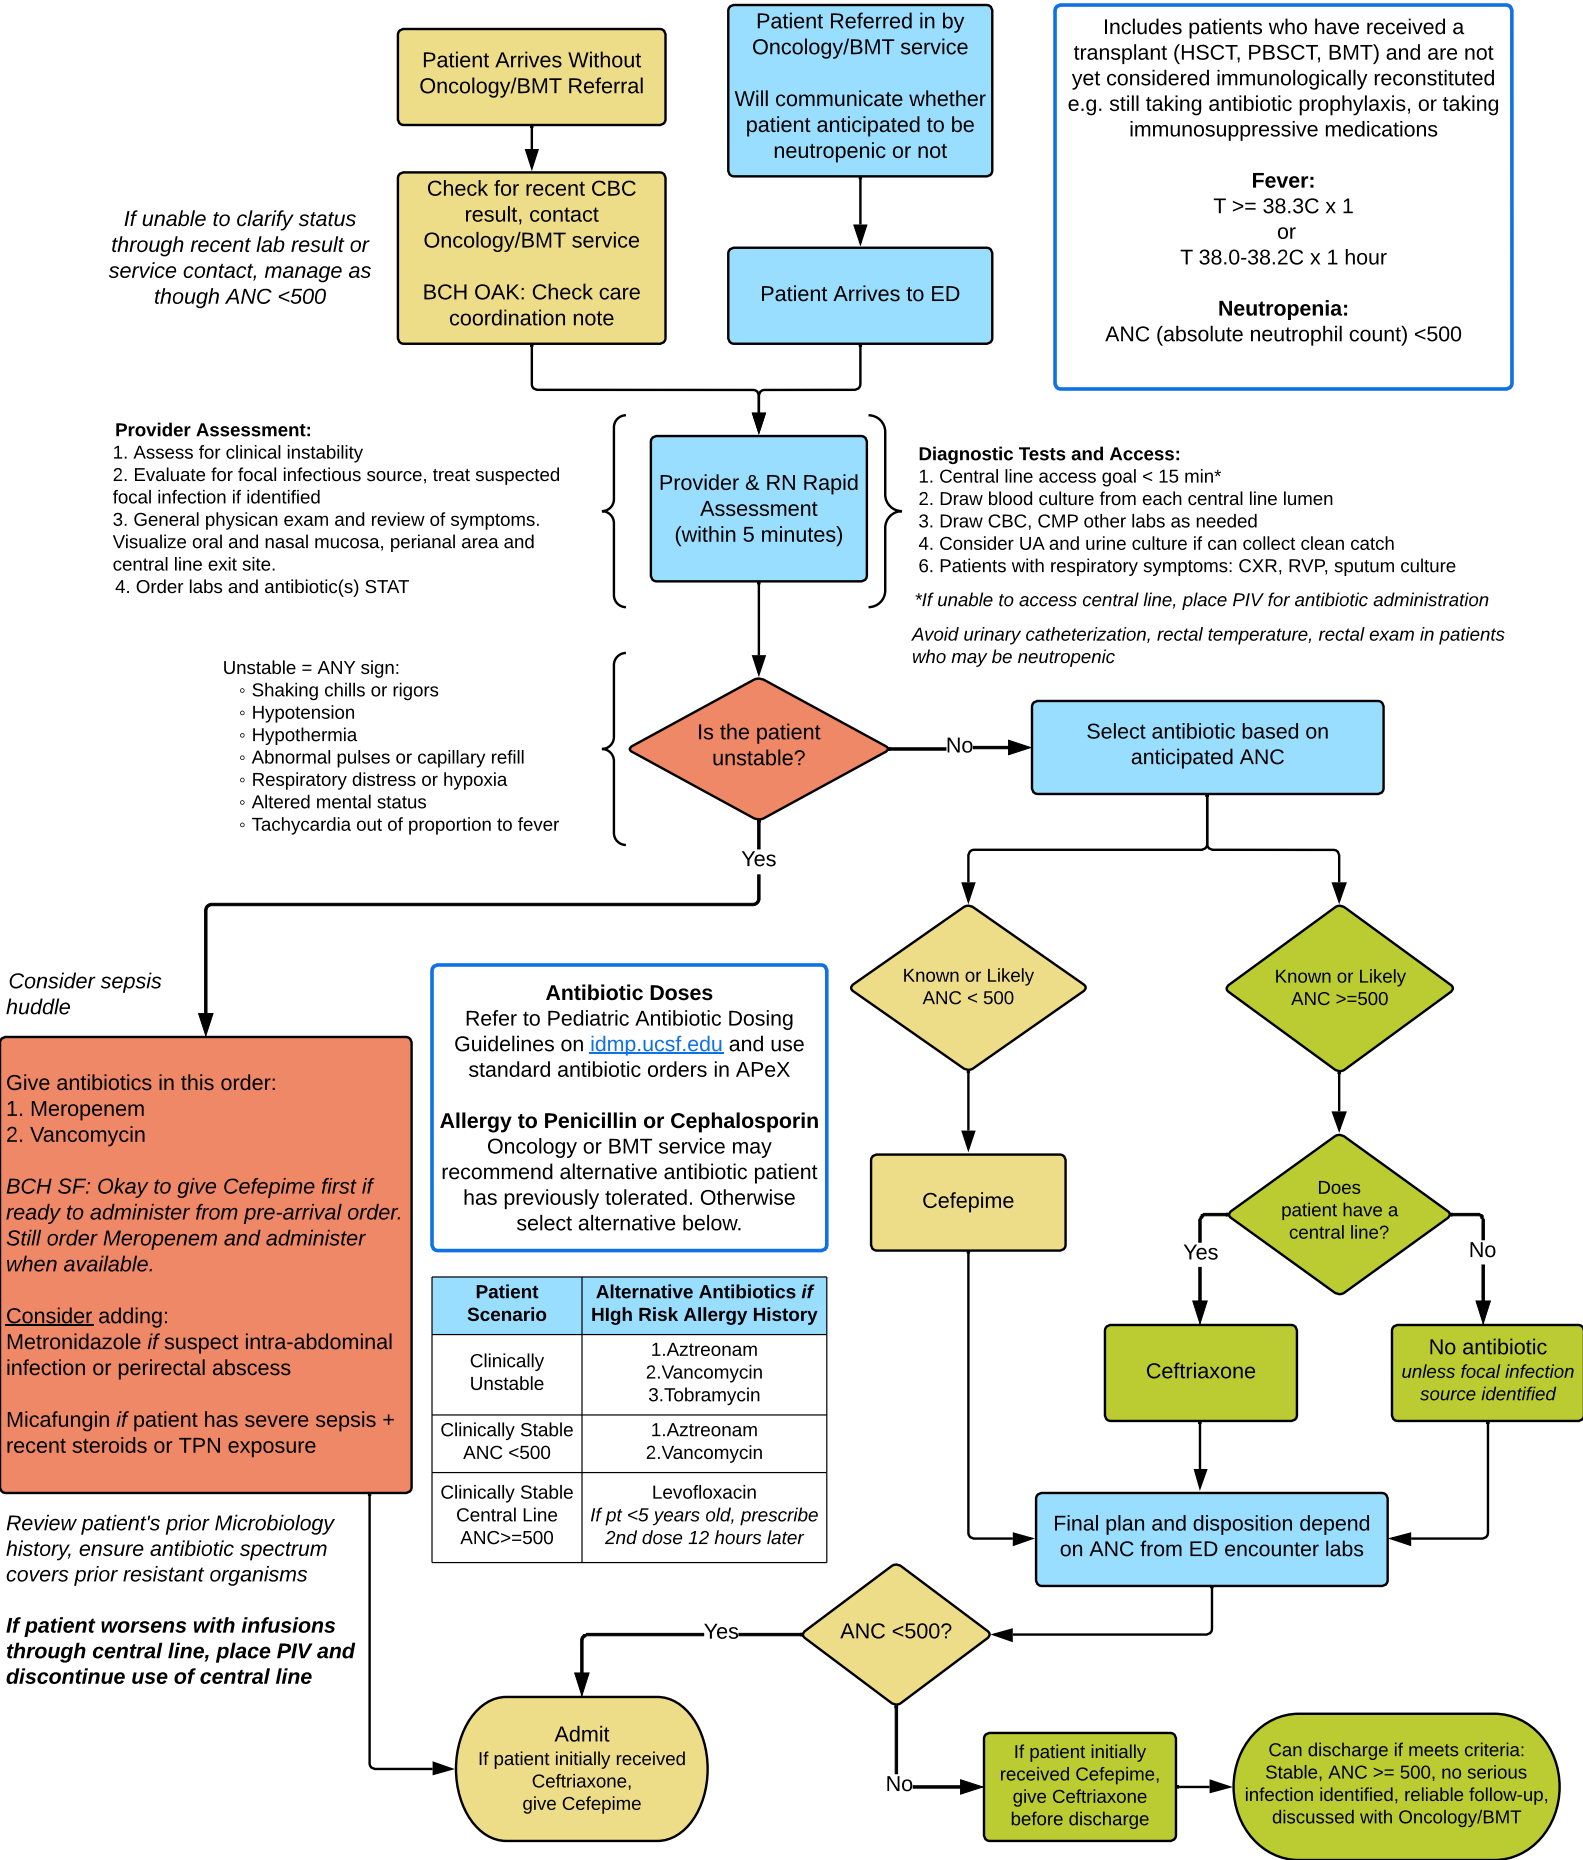 Patient Arrives Without
Oncology/BMT Referral
Patient Referred in by
Oncology/BMT service
Will communicate whether
patient anticipated to be
neutropenic or not
Includes patients who have received a
transplant (HSCT, PBSCT, BMT) and are not
yet considered immunologically reconstituted
e.g. still taking antibiotic prophylaxis, or taking
immunosuppressive medications
Fever:
T >= 38.3C x 1
or
T 38.0-38.2C x 1 hour
Neutropenia:
ANC (absolute neutrophil count) <500
If unable to clarify status
through recent lab result or
service contact, manage as
though ANC <500
Check for recent CBC
result, contact
Oncology/BMT service
BCH OAK: Check care
coordination note
Patient Arrives to ED
Provider Assessment:
1. Assess for clinical instability
2. Evaluate for focal infectious source, treat suspected
focal infection if identified
3. General physican exam and review of symptoms.
Visualize oral and nasal mucosa, perianal area and
central line exit site.
4. Order labs and antibiotic(s) STAT
Provider & RN Rapid
Assessment
(within 5 minutes)
Diagnostic Tests and Access:
1. Central line access goal < 15 min*
2. Draw blood culture from each central line lumen
3. Draw CBC, CMP other labs as needed
4. Consider UA and urine culture if can collect clean catch
6. Patients with respiratory symptoms: CXR, RVP, sputum culture
*If unable to access central line, place PIV for antibiotic administration
Avoid urinary catheterization, rectal temperature, rectal exam in patients
who may be neutropenic
Unstable = ANY sign:
◦ Shaking chills or rigors
◦ Hypotension
◦ Hypothermia
◦ Abnormal pulses or capillary refill
◦ Respiratory distress or hypoxia
◦ Altered mental status
◦ Tachycardia out of proportion to fever
Is the patient
unstable?
No
Select antibiotic based on
anticipated ANC
Yes
Known or Likely
ANC < 500
Known or Likely
ANC >=500
Consider sepsis
huddle
Give antibiotics in this order:
1. Meropenem
2. Vancomycin
BCH SF: Okay to give Cefepime first if
ready to administer from pre-arrival order.
Still order Meropenem and administer
when available.
Consider adding:
Metronidazole if suspect intra-abdominal
infection or perirectal abscess
Micafungin if patient has severe sepsis +
recent steroids or TPN exposure
Antibiotic Doses
Refer to Pediatric Antibiotic Dosing
Guidelines on idmp.ucsf.edu and use
standard antibiotic orders in APeX
Allergy to Penicillin or Cephalosporin
Oncology or BMT service may
recommend alternative antibiotic patient
has previously tolerated. Otherwise
select alternative below.
Cefepime
Does
patient have a
central line?
Yes
No
Patient
Scenario
Alternative Antibiotics if
HIgh Risk Allergy History
Clinically
Unstable
1.Aztreonam
2.Vancomycin
3.Tobramycin
Clinically Stable
ANC <500
1.Aztreonam
2.Vancomycin
Clinically Stable
Central Line
ANC>=500
Levofloxacin
If pt <5 years old, prescribe
2nd dose 12 hours later
Ceftriaxone
No antibiotic
unless focal infection
source identified
Review patient's prior Microbiology
history, ensure antibiotic spectrum
covers prior resistant organisms
If patient worsens with infusions
through central line, place PIV and
discontinue use of central line
Final plan and disposition depend
on ANC from ED encounter labs
ANC <500?
Yes
Admit
If patient initially received
Ceftriaxone,
give Cefepime
No
If patient initially
received Cefepime,
give Ceftriaxone
before discharge
Can discharge if meets criteria:
Stable, ANC >= 500, no serious
infection identified, reliable follow-up,
discussed with Oncology/BMT